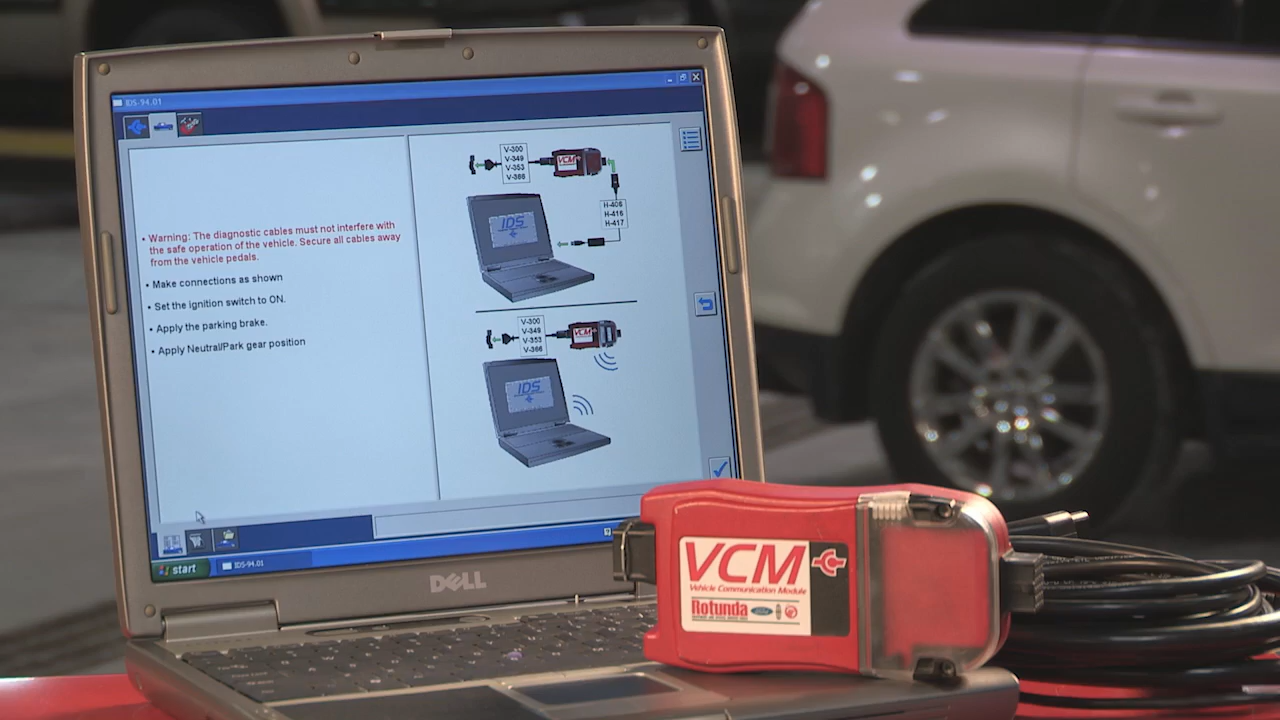 IDS-94.01
• Warning: The diagnostic cables must not interfere with
the safe operation of the vehicle. Secure all cables away
from the vehicle pedals.
• Make connections as shown
• Set the ignition switch to ON.
• Apply the parking brake.
• Apply Neutral/Park gear position
V-300
V-349
V-353
V-366
VCM
H-406
H-416
H-417
IDS
V-300
V-349
V-353
V-366
VCM
IDS
start
IDS-94.01
DELL
VCM
Vehicle Communication Module
Rotunda
Ford